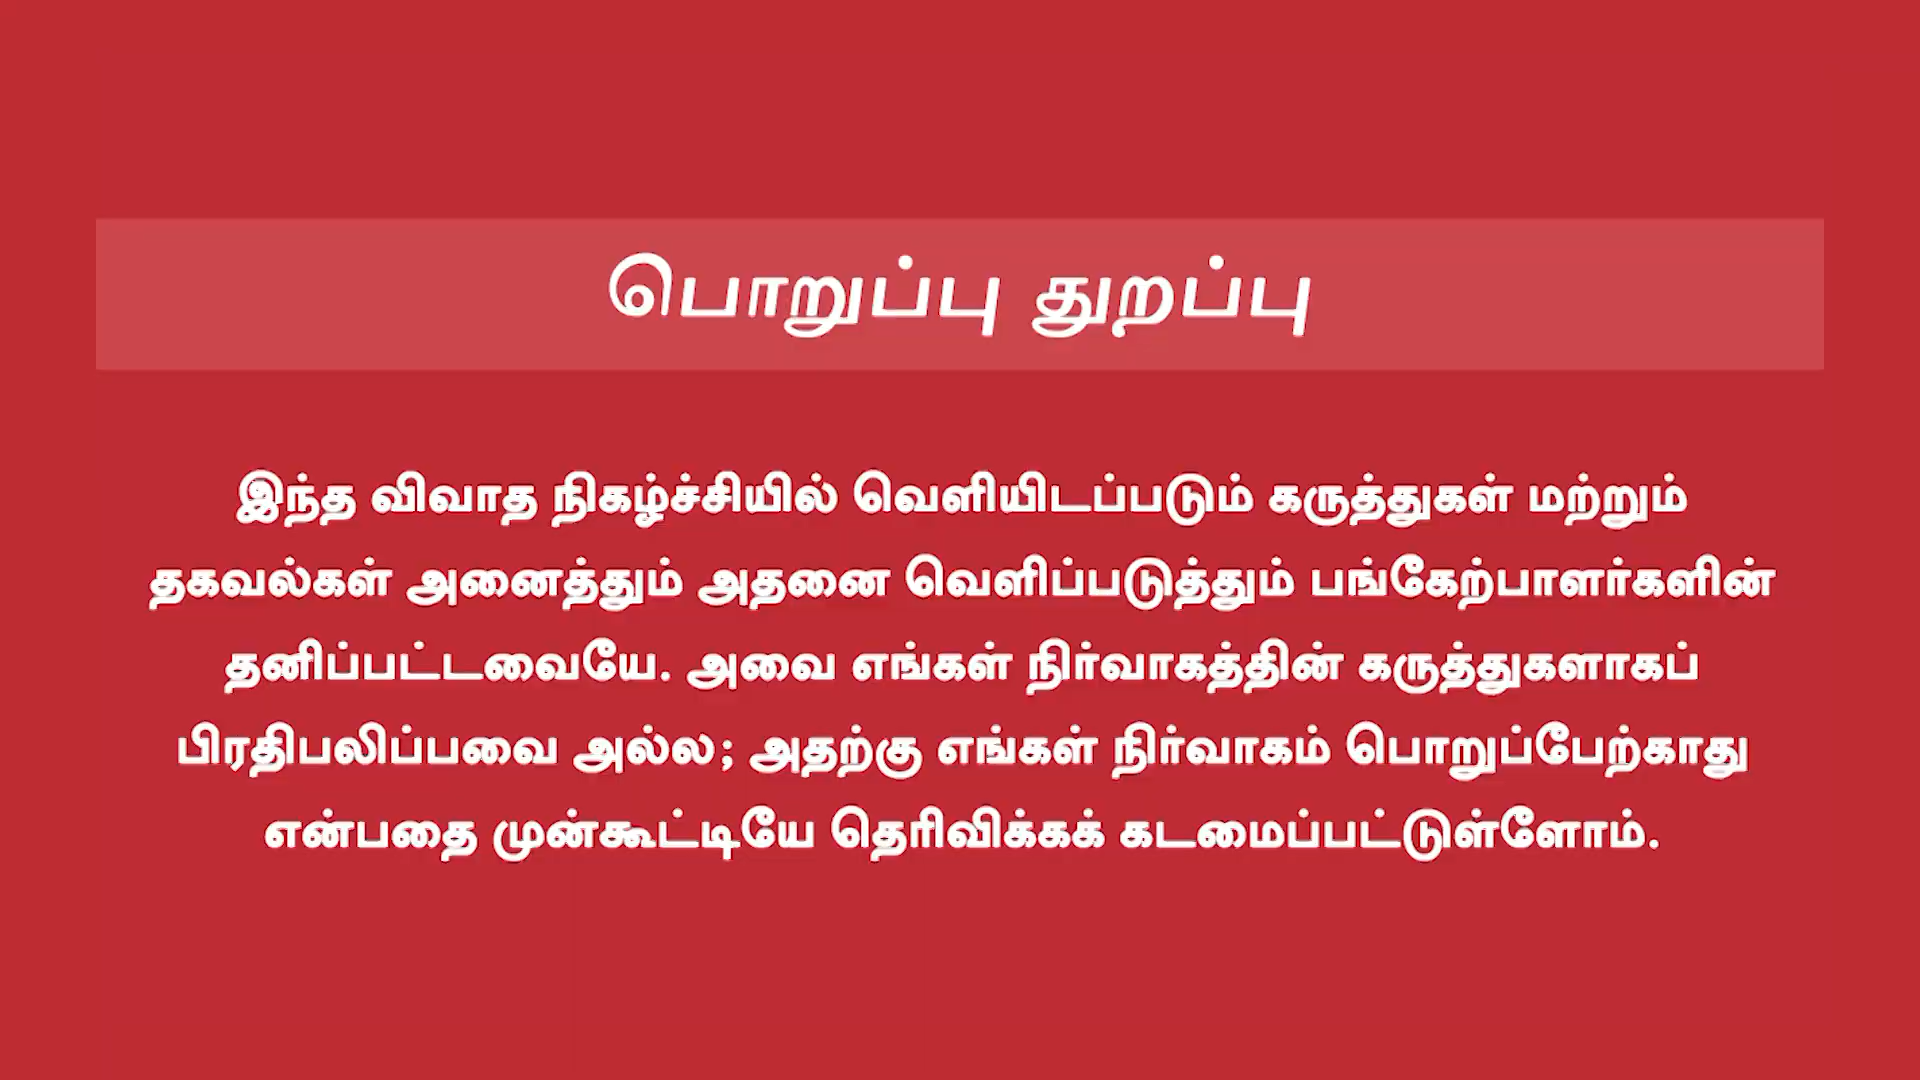 பொறுப்பு துறப்பு
இந்த விவாத நிகழ்ச்சியில் வெளியிடப்படும் கருத்துகள் மற்றும்
தகவல்கள் அனைத்தும் அதனை வெளிப்படுத்தும் பங்கேற்பாளர்களின்
தனிப்பட்டவையே. அவை எங்கள் நிர்வாகத்தின் கருத்துகளாகப்
பிரதிபலிப்பவை அல்ல; அதற்கு எங்கள் நிர்வாகம் பொறுப்பேற்காது
என்பதை முன்கூட்டியே தெரிவிக்கக் கடமைப்பட்டுள்ளோம்.